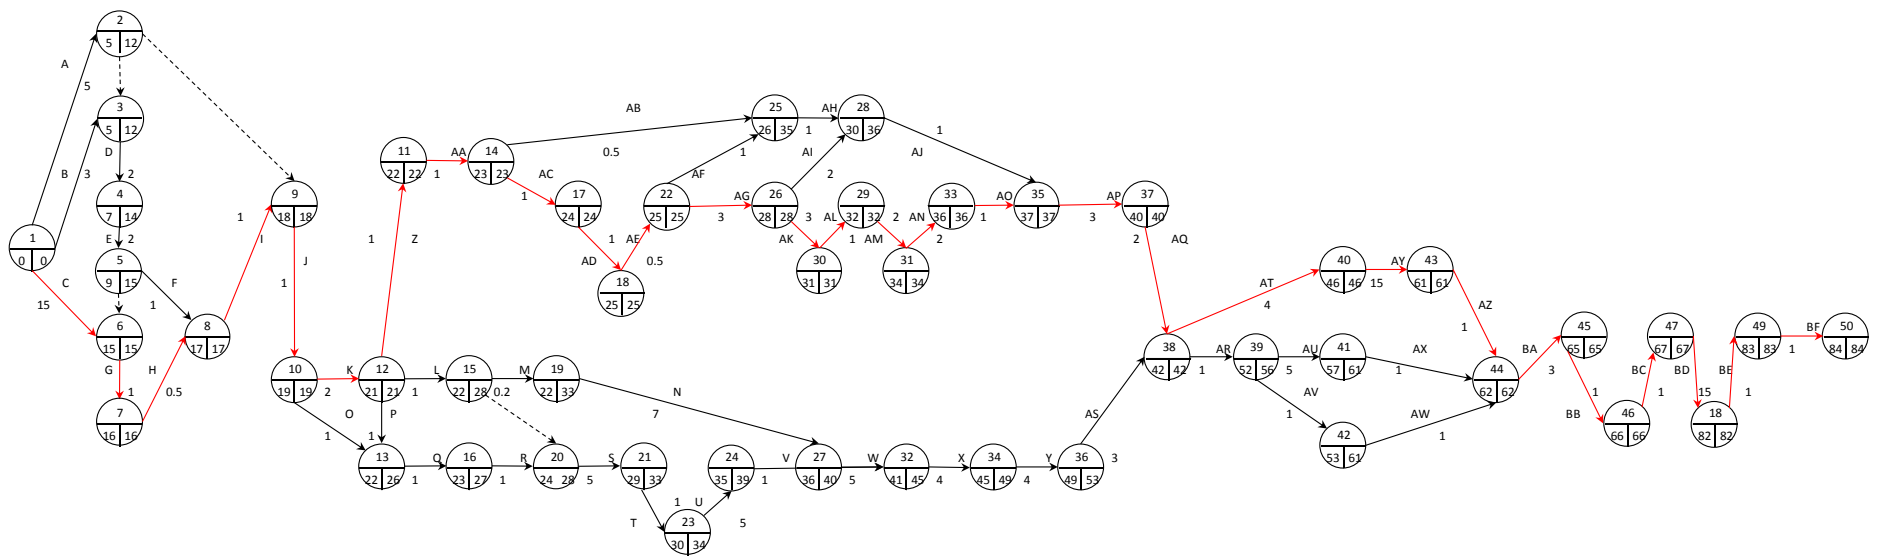 2
5 12
A
5
3
5 12
B
3
D
2
4
7 14
E
2
1
0 0
5
9 15
F
1
C
15
6
15 15
G
1
7
16 16
H
0.5
8
17 17
1
I
9
18 18
J
1
10
19 19
K
2
O
1
12
21 21
1
Z
P
1
13
22 26
L
1
15
22 28
M
0.2
19
22 33
N
7
Q
1
16
23 27
R
1
20
24 28
S
5
21
29 33
T
1
23
30 34
U
5
24
35 39
V
1
27
36 40
W
5
32
41 45
X
4
34
45 49
Y
4
36
49 53
AS
3
11
22 22
AA
1
14
23 23
AB
0.5
AC
1
17
24 24
AD
1
18
25 25
AE
0.5
22
25 25
AF
1
25
26 35
AH
1
28
30 36
AG
3
26
28 28
AI
2
AJ
1
AK
3
30
31 31
AL
1
29
32 32
AM
2
31
34 34
AN
2
33
36 36
AO
1
35
37 37
AP
3
37
40 40
AQ
2
38
42 42
AR
1
39
52 56
AT
4
40
46 46
AY
15
43
61 61
AZ
1
AU
5
41
57 61
AX
1
AV
1
42
53 61
AW
1
44
62 62
BA
3
45
65 65
BB
1
46
66 66
BC
1
47
67 67
BD
15
18
82 82
BE
1
49
83 83
BF
1
50
84 84